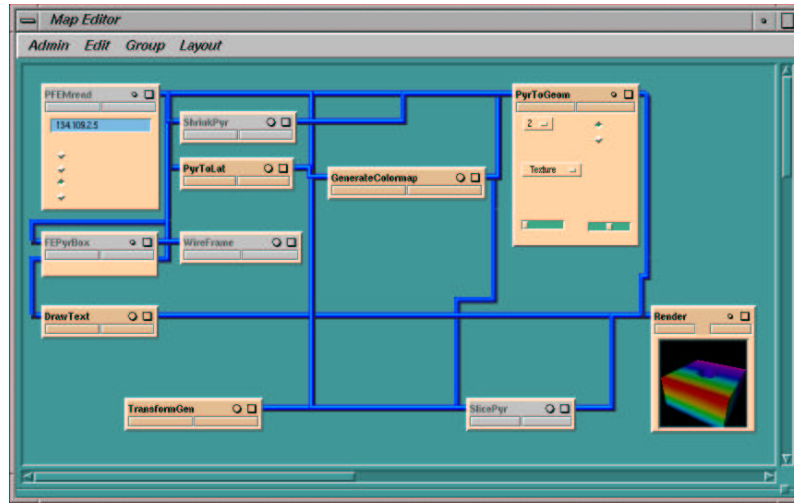 Map Editor
Admin Edit Group Layout
PFEMrend
134.109.2.5
ShrinkPyr
PyrToLat
GenerateColormap
PyrToGeom
2
Texture
FEPyrBox
WireFrame
DrawText
Render
TransformGen
SlicePyr